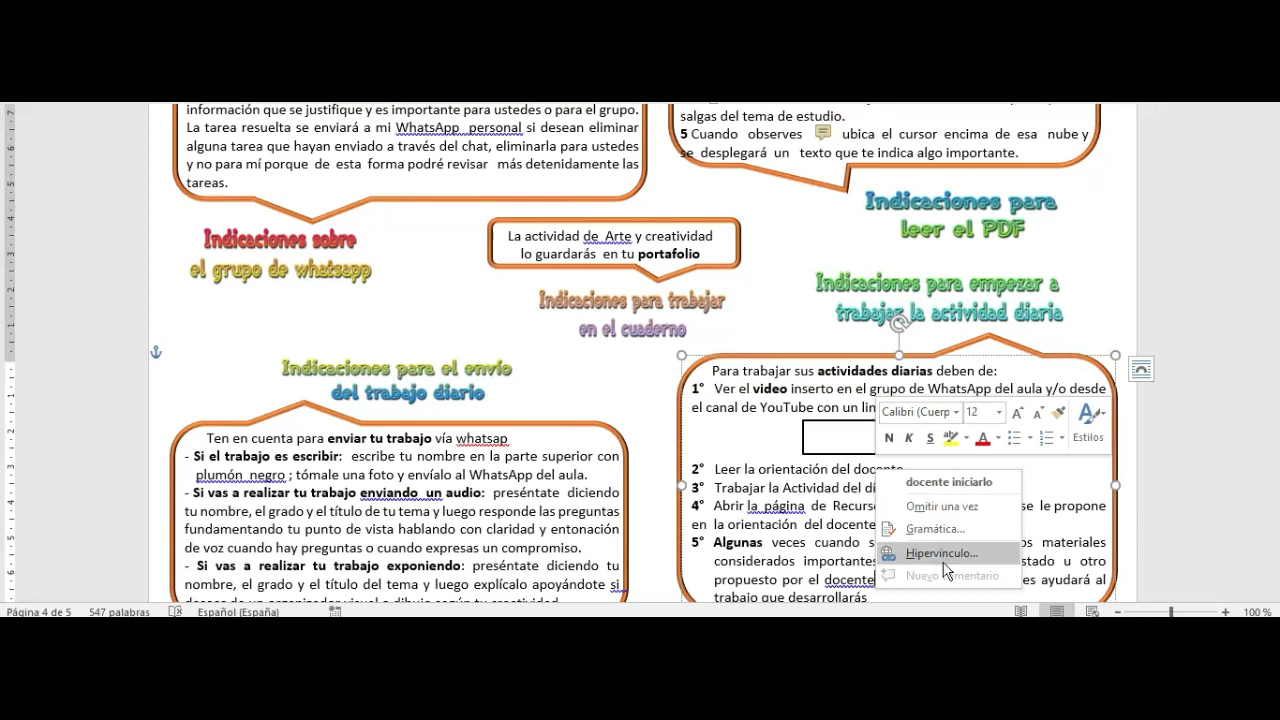 información que se justifique y es importante para ustedes o para el grupo.
La tarea resuelta se enviará a mi WhatsApp personal si desean eliminar
alguna tarea que hayan enviado a través del chat, eliminarla para ustedes
y no para mí porque de esta forma podré revisar más detenidamente las
tareas.
salgas del tema de estudio.
5 Cuando observes ubica el cursor encima de esa nube y
se desplegará un texto que te indica algo importante.
Indicaciones para
leer el PDF
Indicaciones sobre
el grupo de whatsapp
La actividad de Arte y creatividad
lo guardarás en tu portafolio
Indicaciones para trabajar
en el cuaderno
Indicaciones para empezar a
trabajar la actividad diaria
Indicaciones para el envío
del trabajo diario
Ten en cuenta para enviar tu trabajo vía whatsap
- Si el trabajo es escribir: escribe tu nombre en la parte superior con
plumón negro ; tómale una foto y envíalo al WhatsApp del aula.
- Si vas a realizar tu trabajo enviando un audio: preséntate diciendo
tu nombre, el grado y el título de tu tema y luego responde las preguntas
fundamentando tu punto de vista hablando con claridad y entonación
de voz cuando hay preguntas o cuando expresas un compromiso.
- Si vas a realizar tu trabajo exponiendo: preséntate diciendo tu
nombre, el grado y el título del tema y luego explícalo apoyándote si
Para trabajar sus actividades diarias deben de:
1° Ver el video inserto en el grupo de WhatsApp del aula y/o desde
el canal de YouTube con un lin
2° Leer la orientación del docente
3° Trabajar la Actividad del dí
4° Abrir la página de Recurs se le propone
en la orientación del docente
5° Algunas veces cuando s os materiales
considerados importantes stado u otro
propuesto por el docente es ayudará al
trabajo que desarrollarás
Calibri (Cuerp 12
N K S A Estilos
docente iniciarlo
Omitir una vez
Gramática...
Hipervínculo...
Nuevo comentario
Página 4 de 5 547 palabras Español (España) 100 %